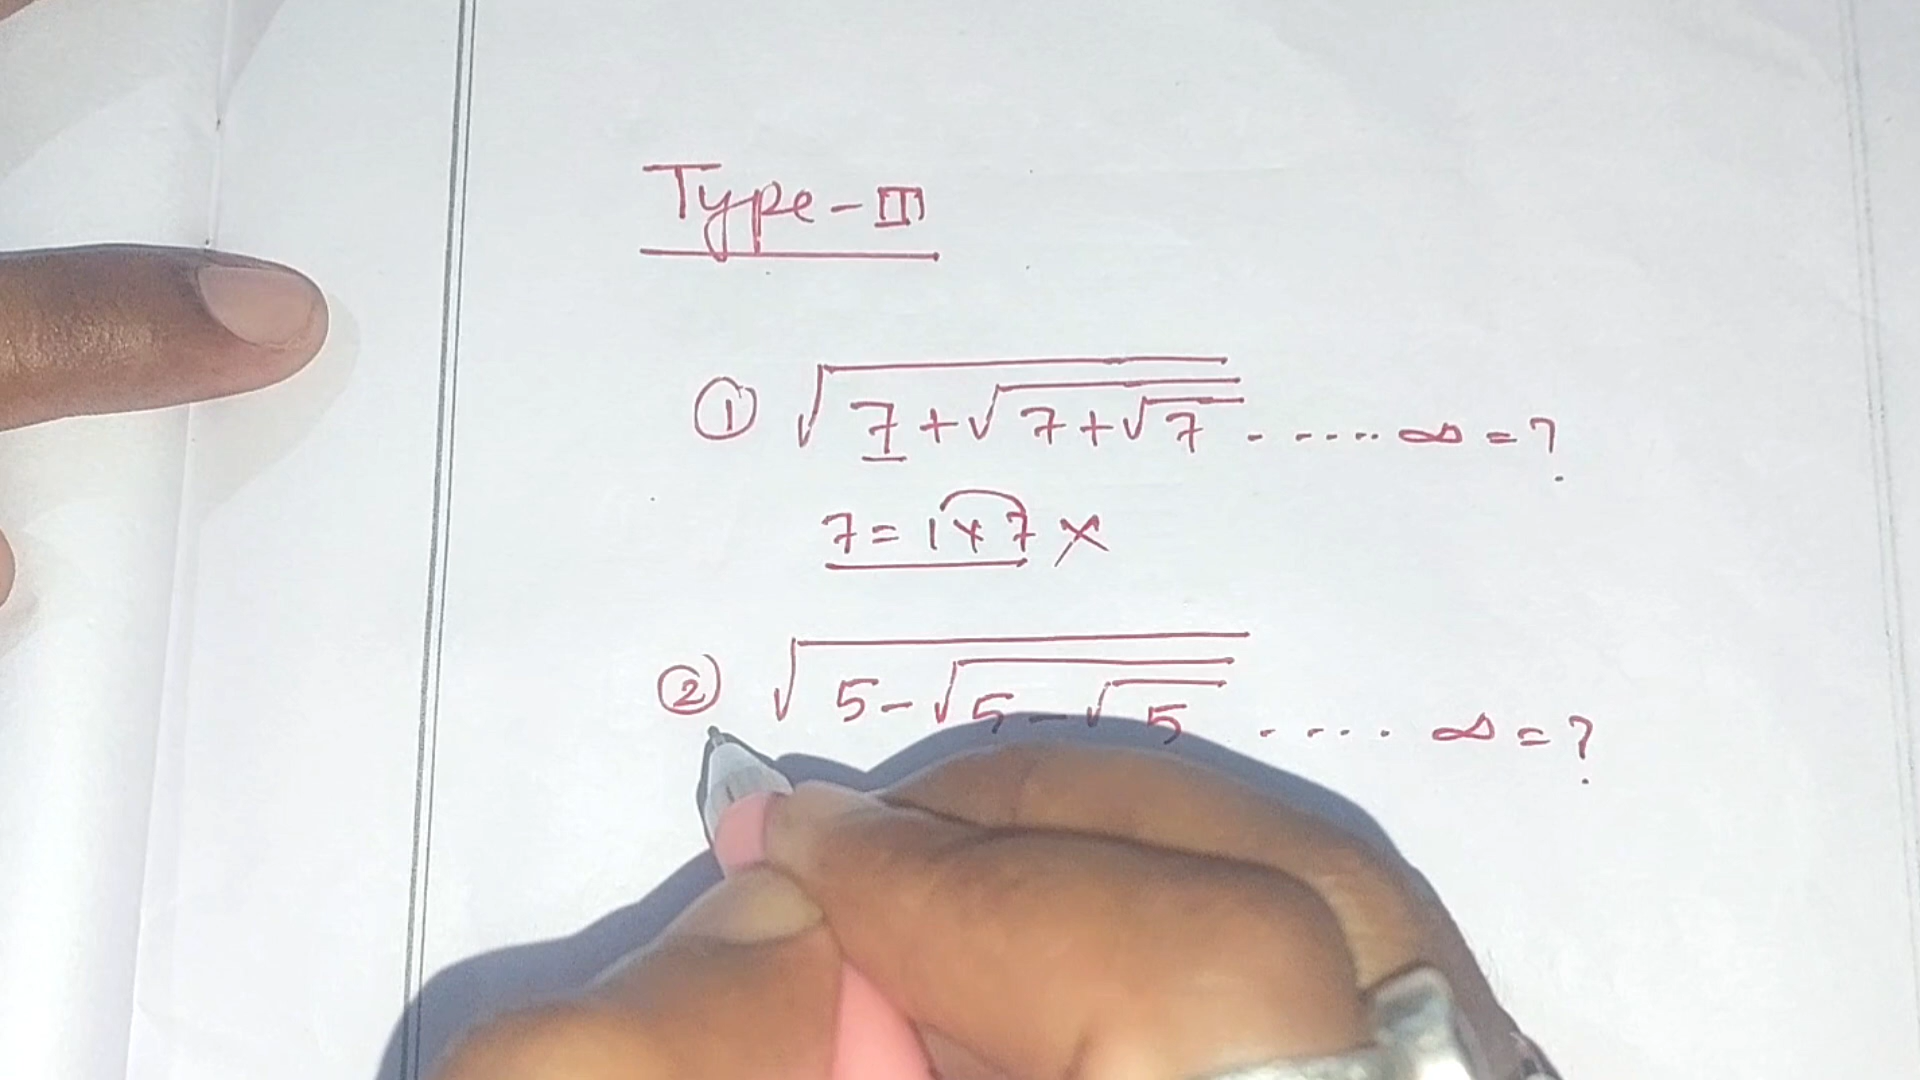 Type-III
① √7+√7+√7 ..... ∞ = ?
7 = 1×7 ×
② √5-√5-√5 .... ∞ = ?